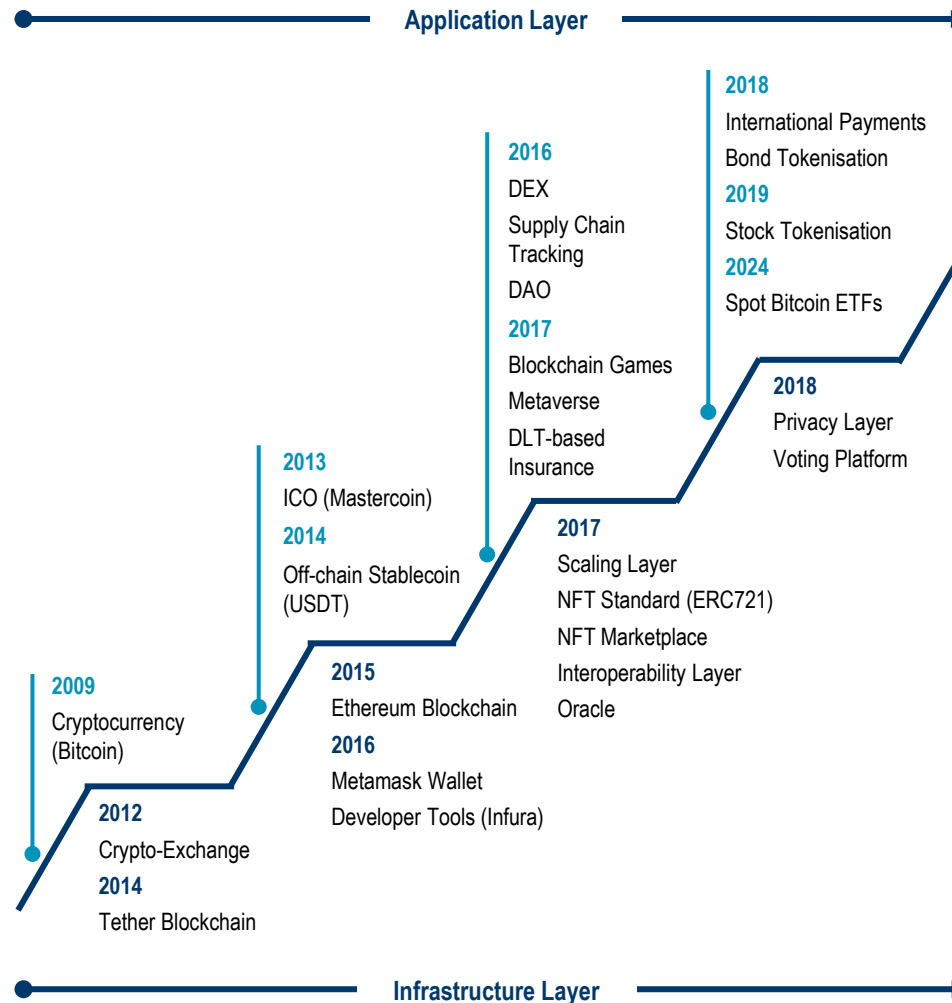 Application Layer
2018
International Payments
Bond Tokenisation
2019
Stock Tokenisation
2024
Spot Bitcoin ETFs
2016
DEX
Supply Chain
Tracking
DAO
2017
Blockchain Games
Metaverse
DLT-based
Insurance
2018
Privacy Layer
Voting Platform
2013
ICO (Mastercoin)
2014
Off-chain Stablecoin
(USDT)
2017
Scaling Layer
NFT Standard (ERC721)
NFT Marketplace
Interoperability Layer
Oracle
2009
Cryptocurrency
(Bitcoin)
2015
Ethereum Blockchain
2016
Metamask Wallet
Developer Tools (Infura)
2012
Crypto-Exchange
2014
Tether Blockchain
Infrastructure Layer